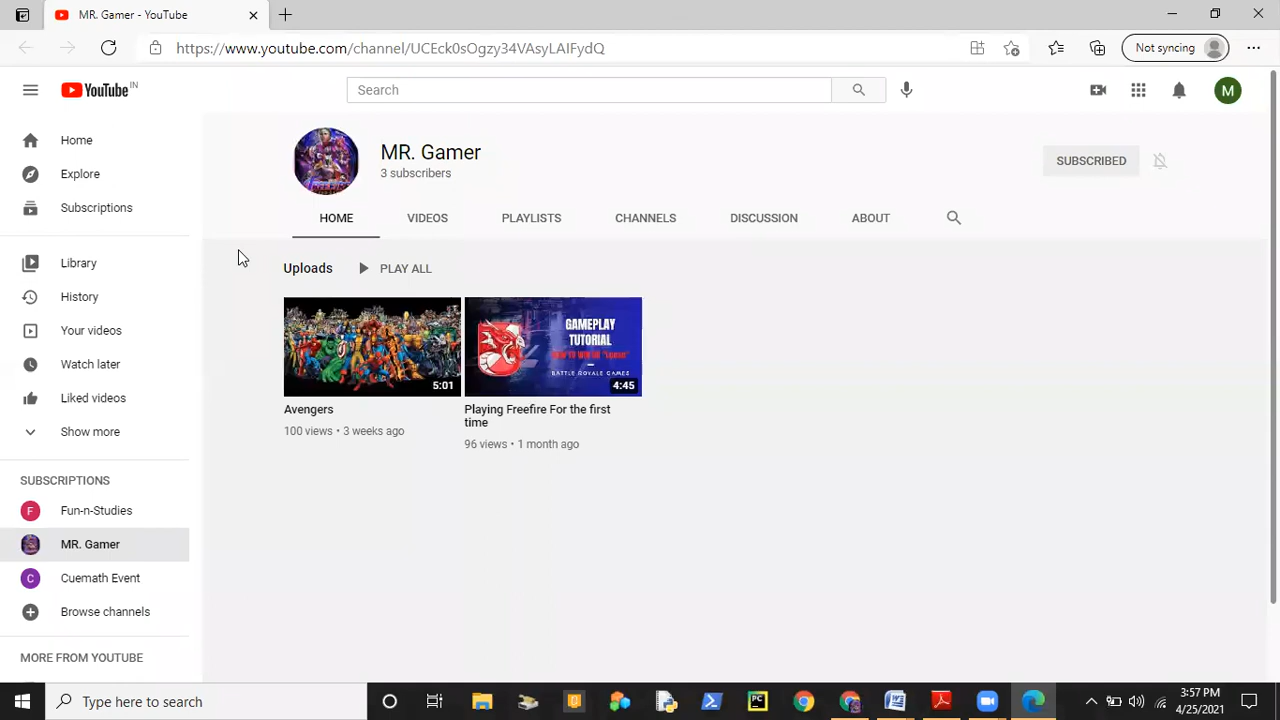 MR. Gamer - YouTube
https://www.youtube.com/channel/UCEck0sOgzy34VAsyLAIFydQ
Not syncing
YouTube IN
Search
M
Home
Explore
Subscriptions
Library
History
Your videos
Watch later
Liked videos
Show more
SUBSCRIPTIONS
F Fun-n-Studies
MR. Gamer
C Cuemath Event
Browse channels
MORE FROM YOUTUBE
MR. Gamer
3 subscribers
SUBSCRIBED
HOME VIDEOS PLAYLISTS CHANNELS DISCUSSION ABOUT
Uploads PLAY ALL
5:01
Avengers
100 views • 3 weeks ago
GAMEPLAY
TUTORIAL
BATTLE ROYALE GAMES
4:45
Playing Freefire For the first
time
96 views • 1 month ago
Type here to search
PC
3:57 PM
4/25/2021